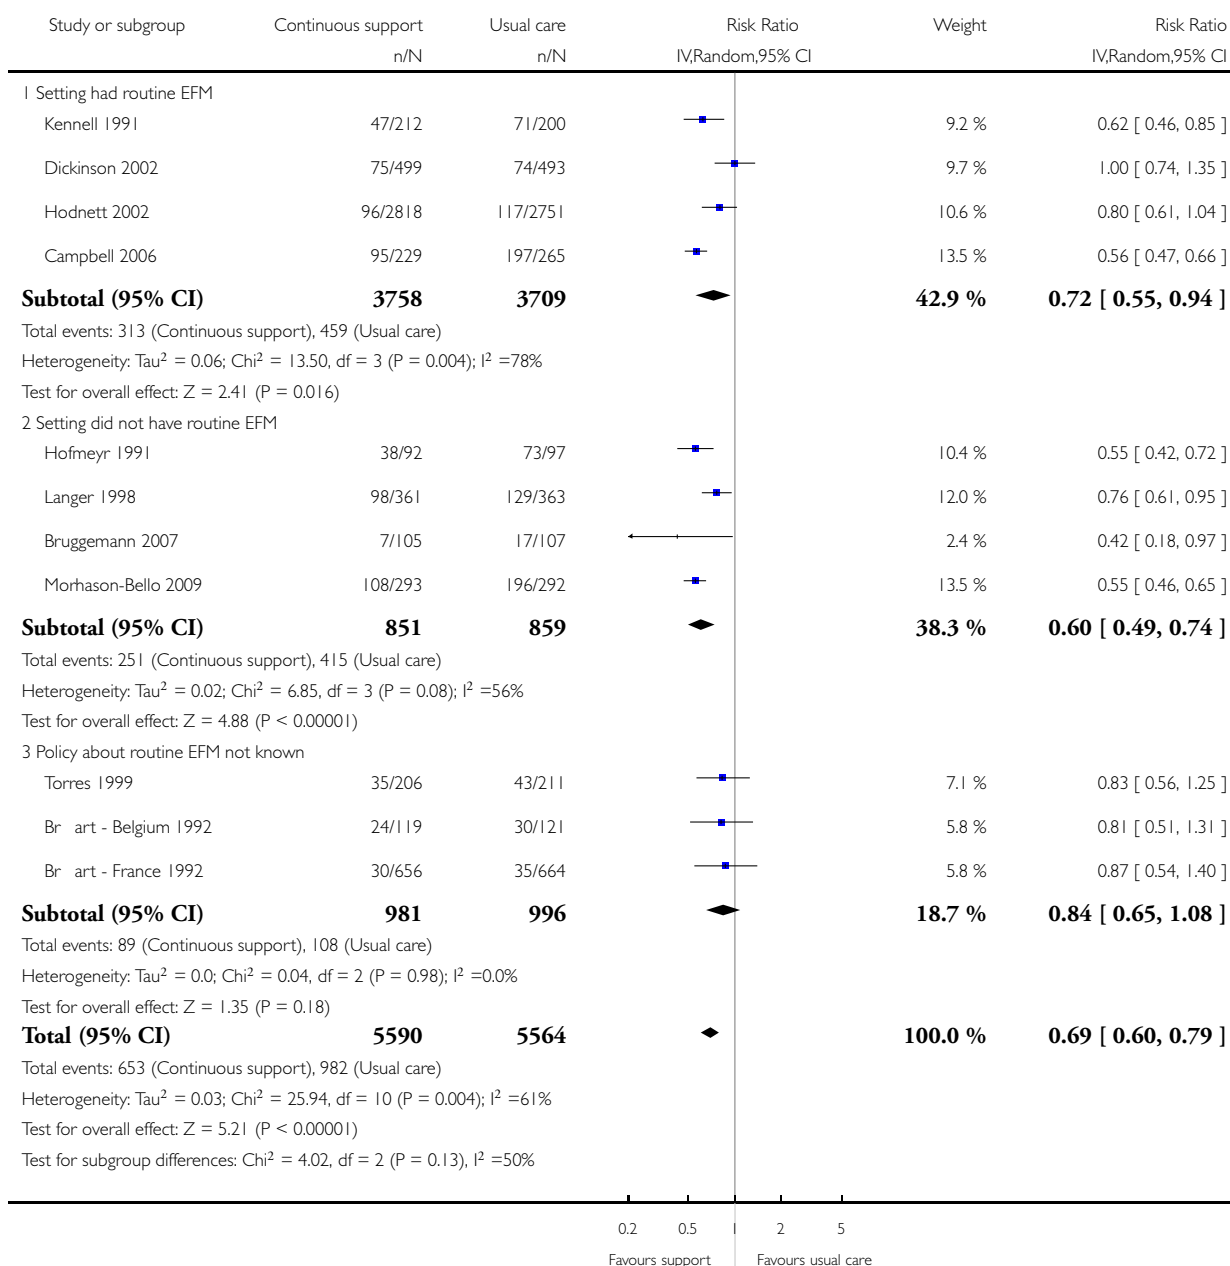 Study or subgroup Continuous support Usual care Risk Ratio Weight Risk Ratio
n/N n/N IV,Random,95% CI IV,Random,95% CI
1 Setting had routine EFM
Kennell 1991 47/212 71/200 9.2 % 0.62 [ 0.46, 0.85 ]
Dickinson 2002 75/499 74/493 9.7 % 1.00 [ 0.74, 1.35 ]
Hodnett 2002 96/2818 117/2751 10.6 % 0.80 [ 0.61, 1.04 ]
Campbell 2006 95/229 197/265 13.5 % 0.56 [ 0.47, 0.66 ]
Subtotal (95% CI) 3758 3709 42.9 % 0.72 [ 0.55, 0.94 ]
Total events: 313 (Continuous support), 459 (Usual care)
Heterogeneity: Tau² = 0.06; Chi² = 13.50, df = 3 (P = 0.004); I² =78%
Test for overall effect: Z = 2.41 (P = 0.016)
2 Setting did not have routine EFM
Hofmeyr 1991 38/92 73/97 10.4 % 0.55 [ 0.42, 0.72 ]
Langer 1998 98/361 129/363 12.0 % 0.76 [ 0.61, 0.95 ]
Bruggemann 2007 7/105 17/107 2.4 % 0.42 [ 0.18, 0.97 ]
Morhason-Bello 2009 108/293 196/292 13.5 % 0.55 [ 0.46, 0.65 ]
Subtotal (95% CI) 851 859 38.3 % 0.60 [ 0.49, 0.74 ]
Total events: 251 (Continuous support), 415 (Usual care)
Heterogeneity: Tau² = 0.02; Chi² = 6.85, df = 3 (P = 0.08); I² =56%
Test for overall effect: Z = 4.88 (P < 0.00001)
3 Policy about routine EFM not known
Torres 1999 35/206 43/211 7.1 % 0.83 [ 0.56, 1.25 ]
Br art - Belgium 1992 24/119 30/121 5.8 % 0.81 [ 0.51, 1.31 ]
Br art - France 1992 30/656 35/664 5.8 % 0.87 [ 0.54, 1.40 ]
Subtotal (95% CI) 981 996 18.7 % 0.84 [ 0.65, 1.08 ]
Total events: 89 (Continuous support), 108 (Usual care)
Heterogeneity: Tau² = 0.0; Chi² = 0.04, df = 2 (P = 0.98); I² =0.0%
Test for overall effect: Z = 1.35 (P = 0.18)
Total (95% CI) 5590 5564 100.0 % 0.69 [ 0.60, 0.79 ]
Total events: 653 (Continuous support), 982 (Usual care)
Heterogeneity: Tau² = 0.03; Chi² = 25.94, df = 10 (P = 0.004); I² =61%
Test for overall effect: Z = 5.21 (P < 0.00001)
Test for subgroup differences: Chi² = 4.02, df = 2 (P = 0.13), I² =50%
0.2 0.5 1 2 5
Favours support Favours usual care